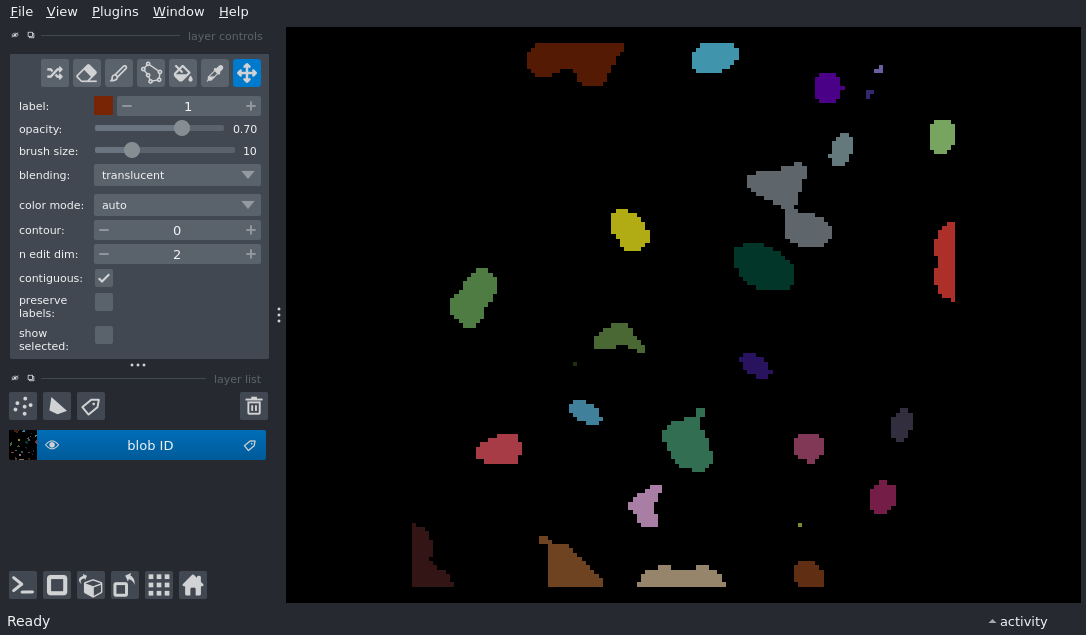 File View Plugins Window Help
layer controls
label: 1
opacity: 0.70
brush size: 10
blending: translucent
color mode: auto
contour: 0
n edit dim: 2
contiguous:
preserve
labels:
show
selected:
layer list
blob ID
Ready
activity